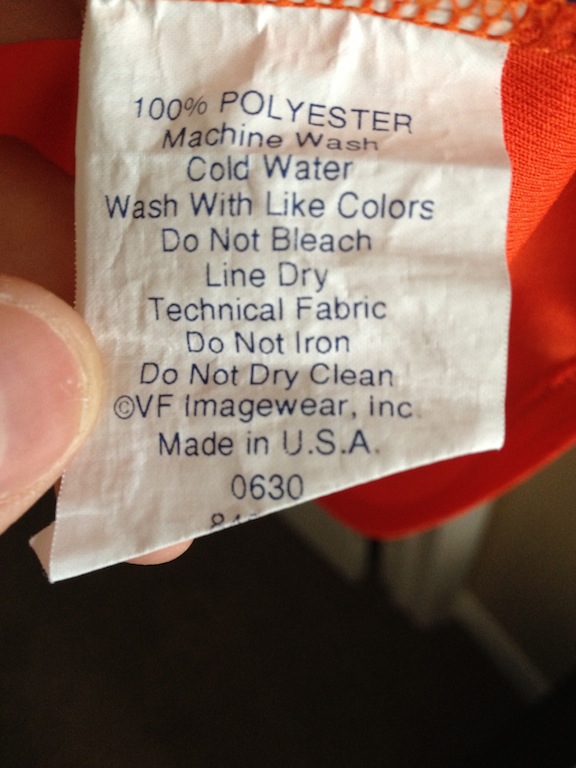 100% POLYESTER
Machine Wash
Cold Water
Wash With Like Colors
Do Not Bleach
Line Dry
Technical Fabric
Do Not Iron
Do Not Dry Clean
©VF Imagewear, Inc.
Made in U.S.A.
0630